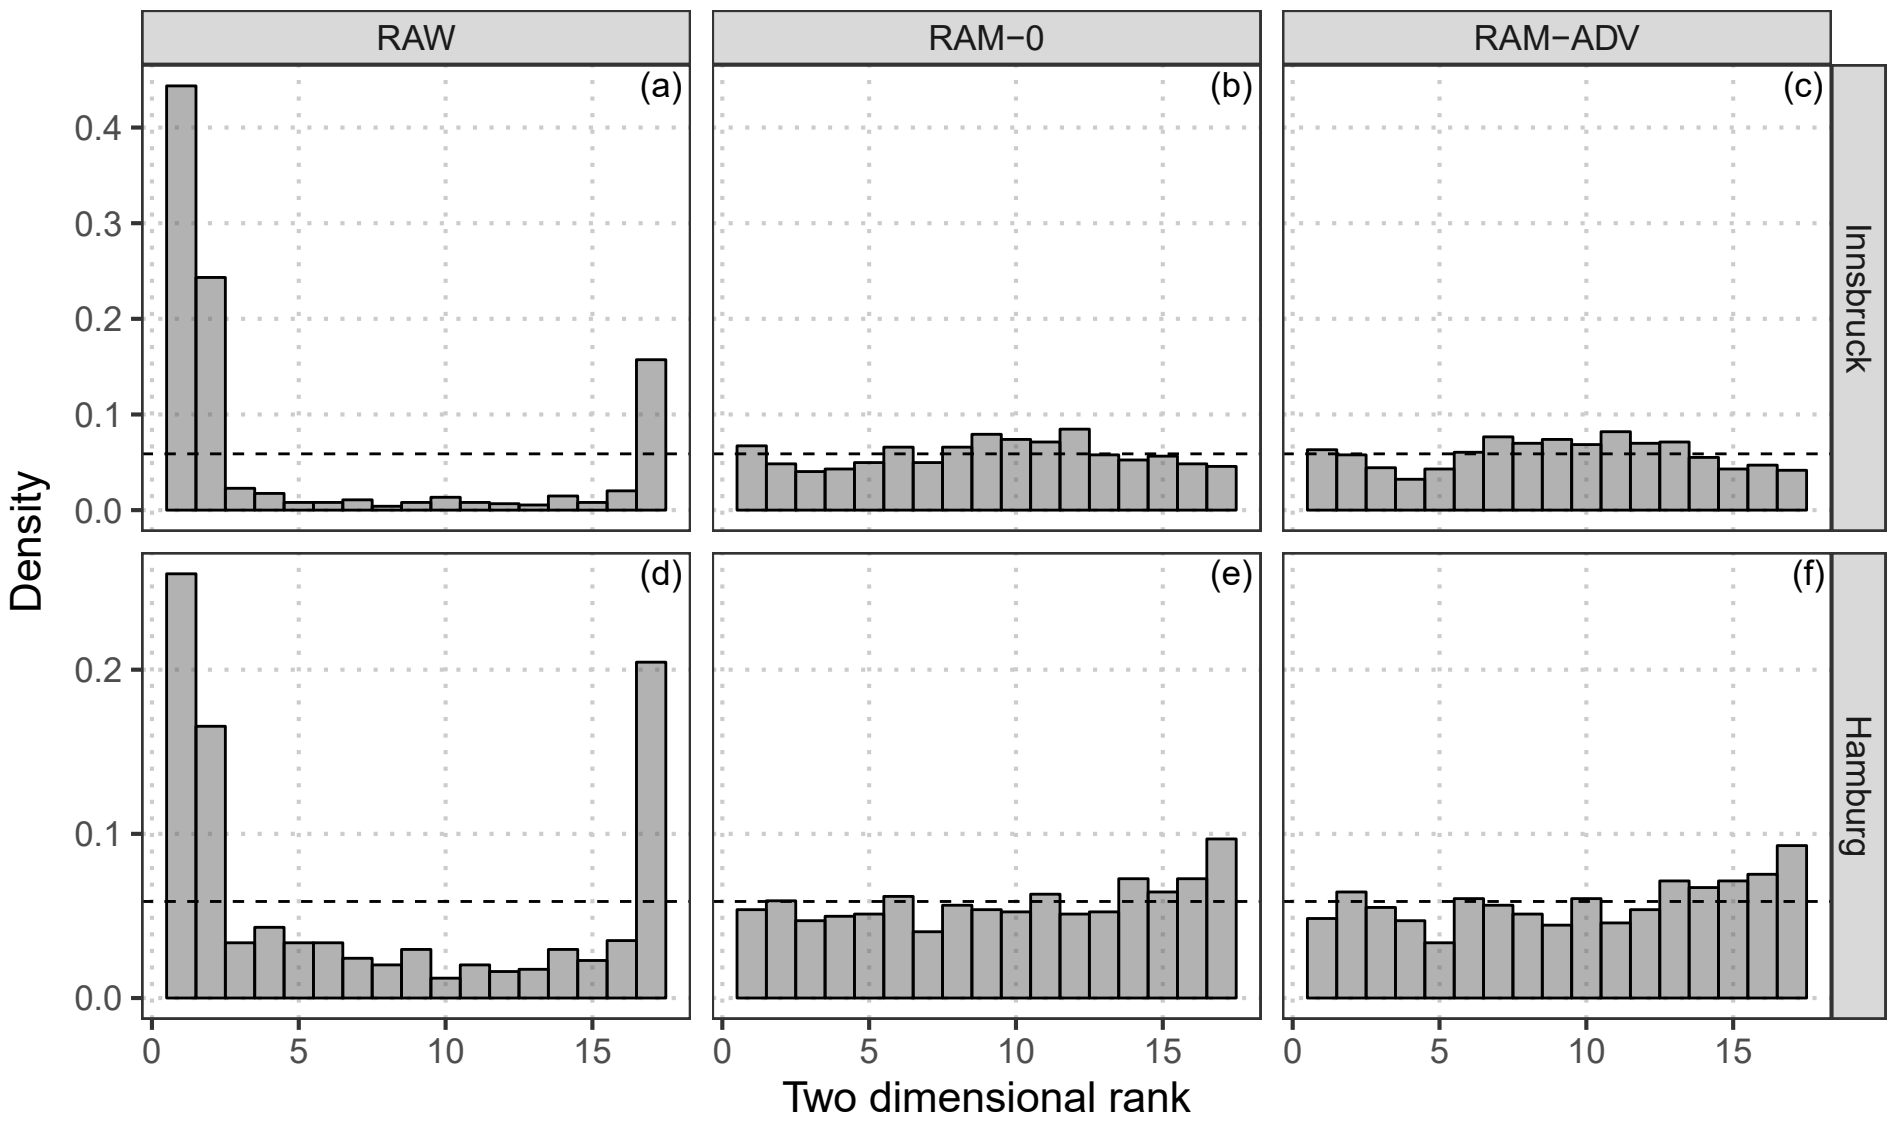 RAW
RAM−0
RAM−ADV
(a)
(b)
(c)
0.4
0.3
0.2
0.1
0.0
Innsbruck
Density
(d)
(e)
(f)
0.2
0.1
0.0
Hamburg
0 5 10 15
0 5 10 15
0 5 10 15
Two dimensional rank